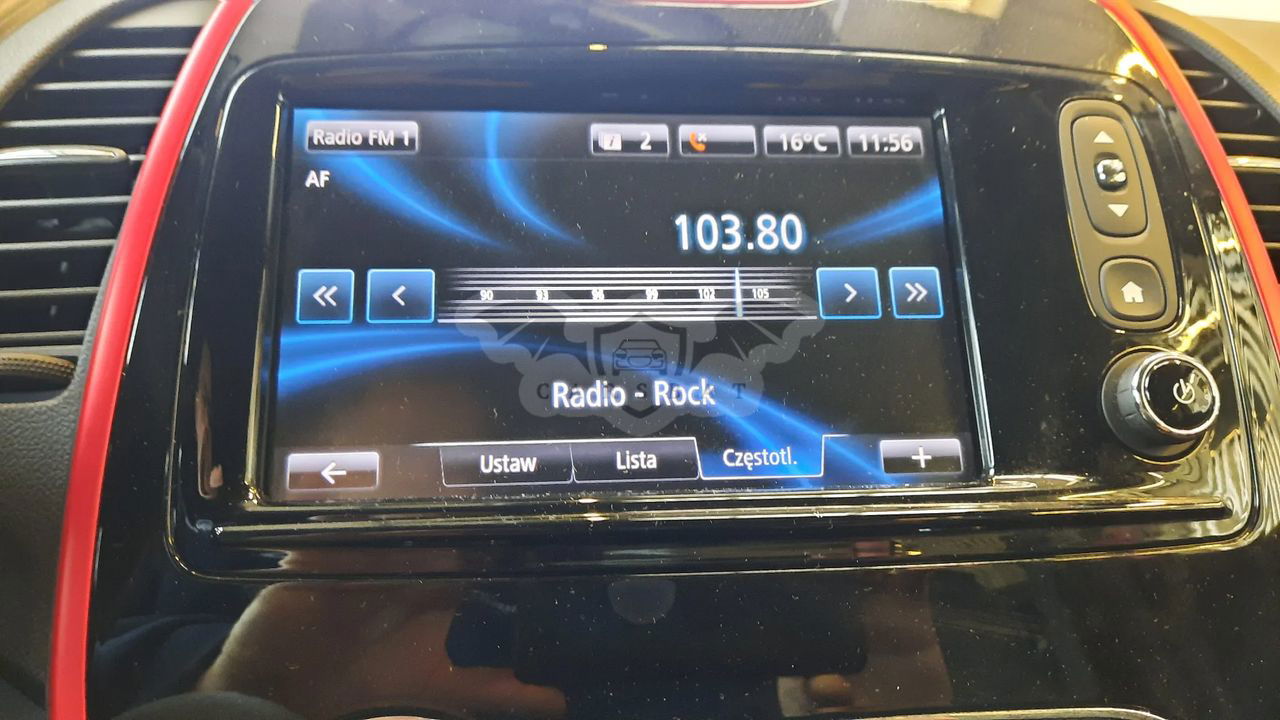 Radio FM 1
2
16°C
11:56
AF
103.80
90 93 96 99 102 105
Radio - Rock
Ustaw
Lista
Częstotl.